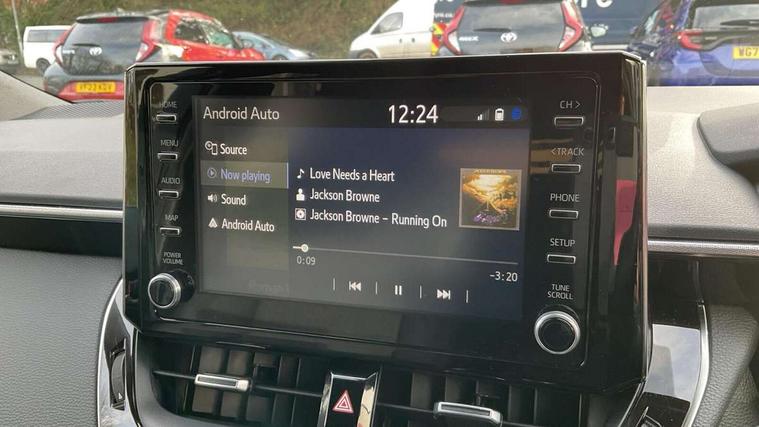 Android Auto
12:24
HOME
MENU
AUDIO
MAP
POWER
VOLUME
Source
Now playing
Sound
Android Auto
Love Needs a Heart
Jackson Browne
Jackson Browne – Running On
0:09
-3:20
CH >
< TRACK
PHONE
SETUP
TUNE
SCROLL